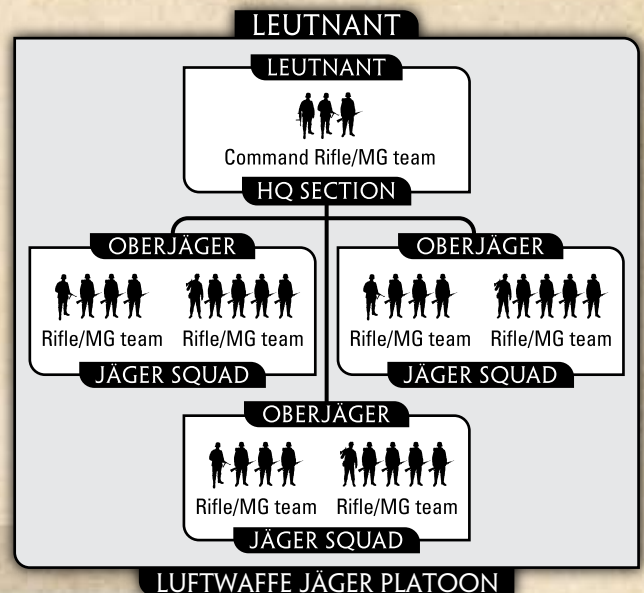 LEUTNANT
LEUTNANT
Command Rifle/MG team
HQ SECTION
OBERJÄGER
Rifle/MG team Rifle/MG team
JÄGER SQUAD
OBERJÄGER
Rifle/MG team Rifle/MG team
JÄGER SQUAD
OBERJÄGER
Rifle/MG team Rifle/MG team
JÄGER SQUAD
LUFTWAFFE JÄGER PLATOON